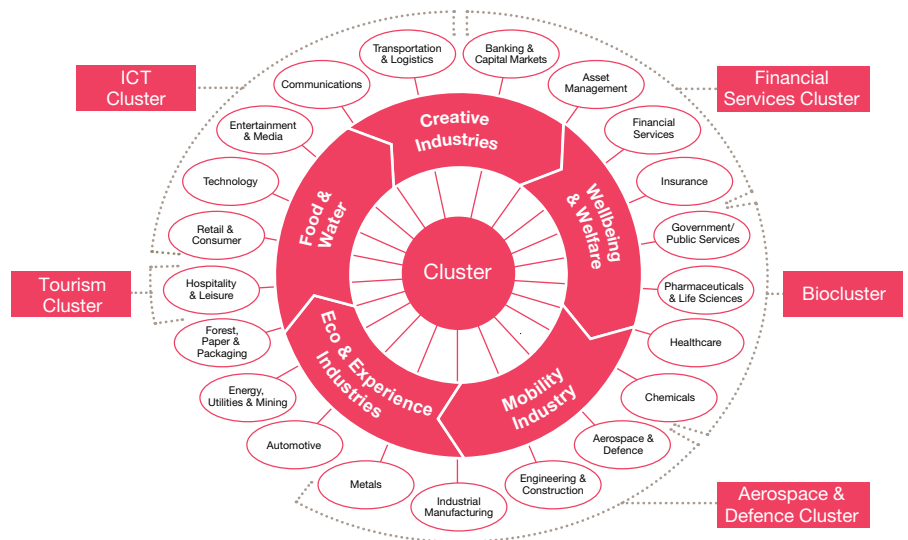 Transportation
& Logistics
Banking &
Capital Markets
ICT
Cluster
Communications
Asset
Management
Financial
Services Cluster
Entertainment
& Media
Creative
Industries
Financial
Services
Technology
Food &
Water
Wellbeing
& Welfare
Insurance
Retail &
Consumer
Government/
Public Services
Tourism
Cluster
Hospitality
& Leisure
Cluster
Pharmaceuticals
& Life Sciences
Biocluster
Forest,
Paper &
Packaging
Healthcare
Energy,
Utilities & Mining
Eco & Experience
Industries
Mobility
Industry
Chemicals
Automotive
Aerospace &
Defence
Metals
Industrial
Manufacturing
Engineering &
Construction
Aerospace &
Defence Cluster